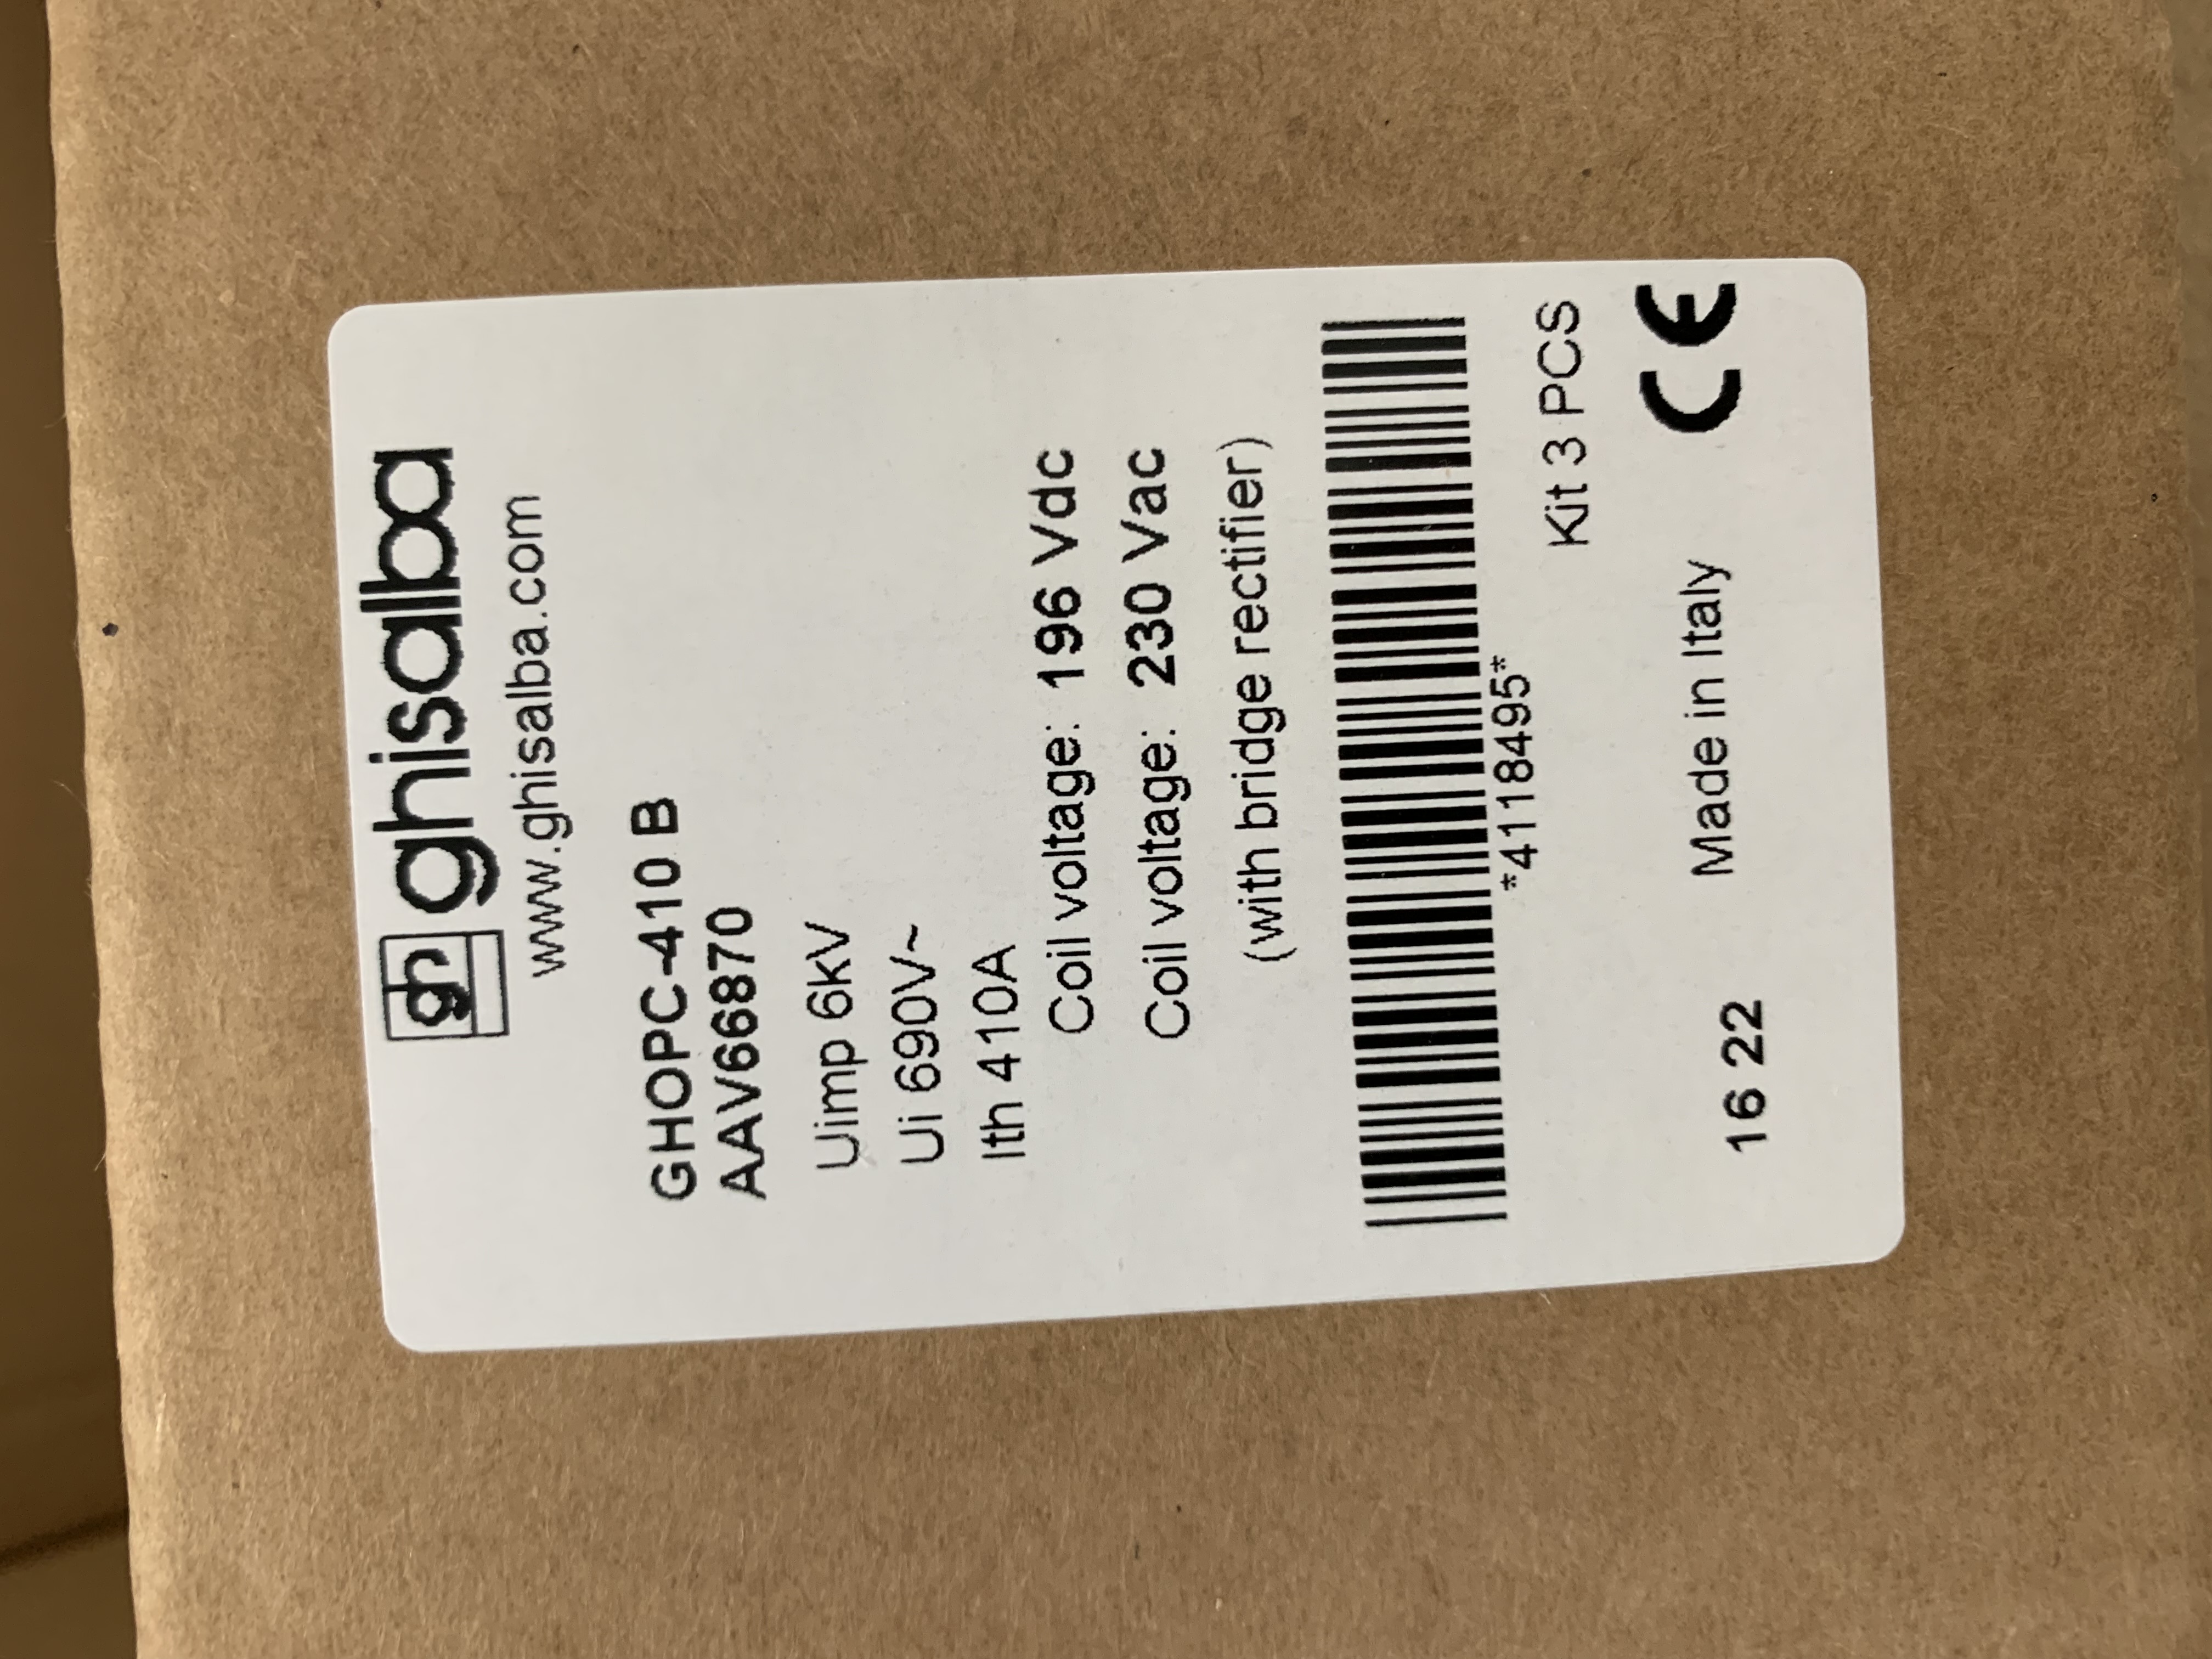 gh ghisalba
www.ghisalba.com
GHOPC-410 B
AAV66870
Uimp 6kV
Ui 690V~
Ith 410A
Coil voltage: 196 Vdc
Coil voltage: 230 Vac
(with bridge rectifier)
*4118495*
Kit 3 PCS
16 22 Made in Italy CE